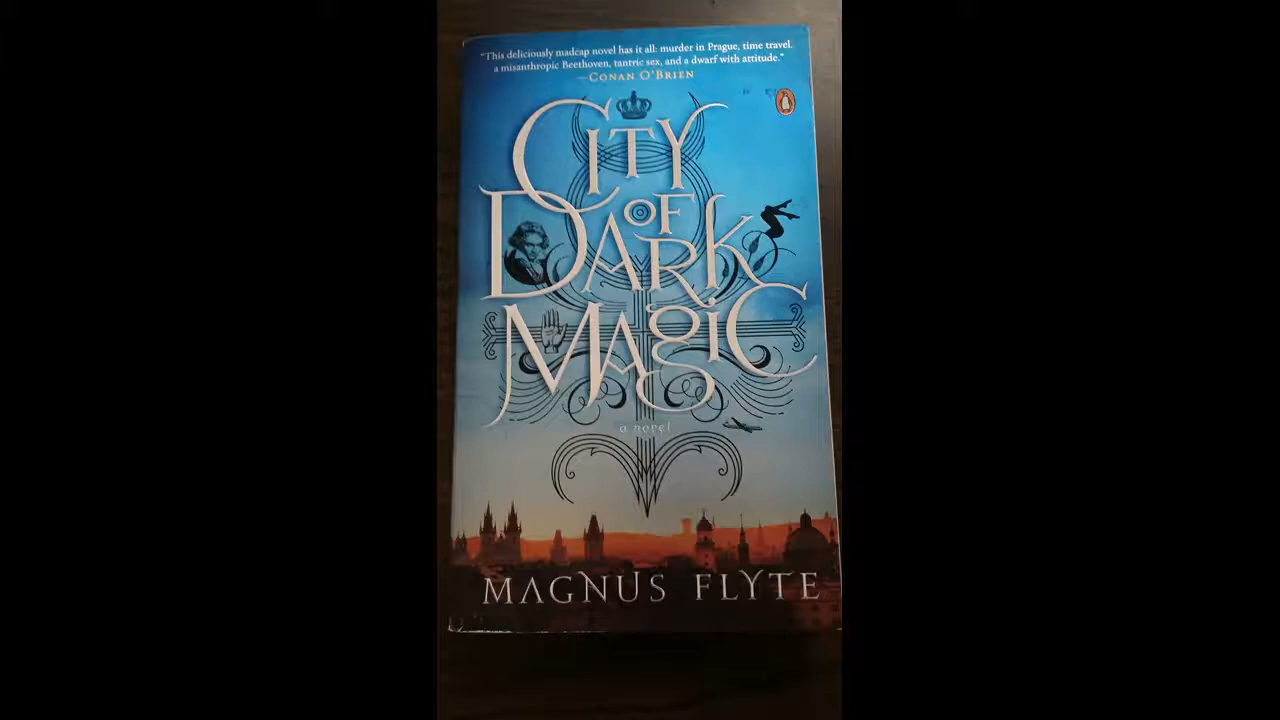 “This deliciously madcap novel has it all: murder in Prague, time travel,
a misanthropic Beethoven, tantric sex, and a dwarf with attitude.”
—CONAN O’BRIEN
CITY
OF
DARK
MAGIC
a novel
MAGNUS FLYTE